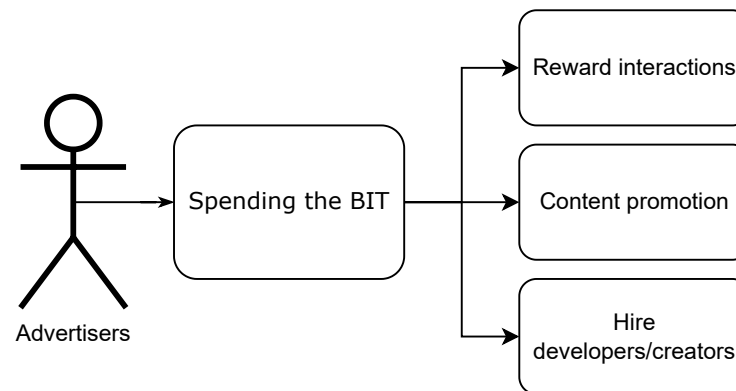 Reward interactions
Spending the BIT
Content promotion
Advertisers
Hire
developers/creators